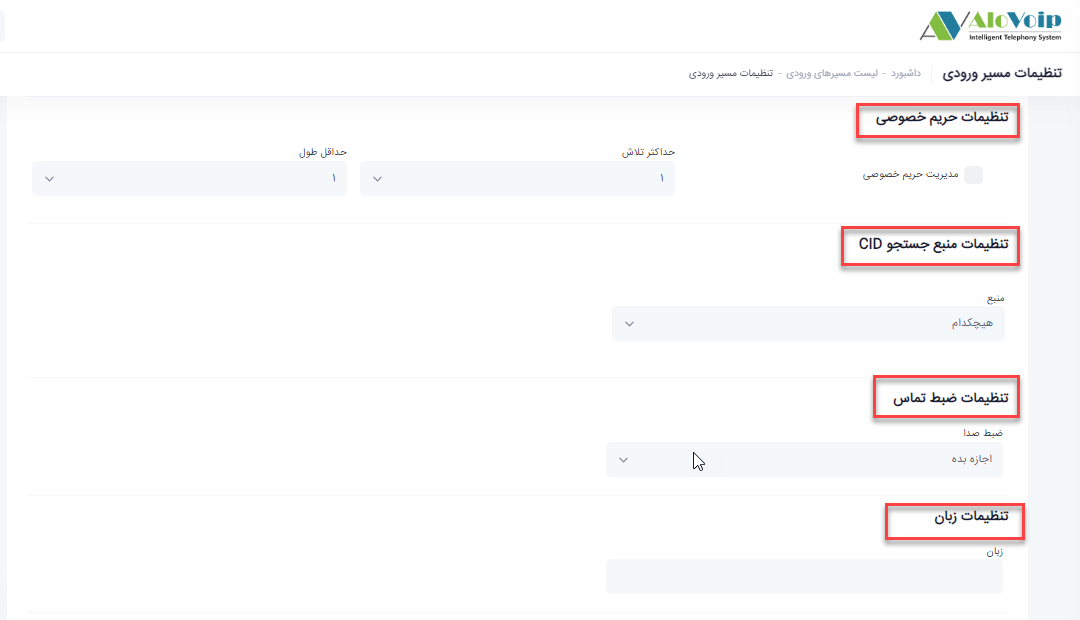 AloVoip
Intelligent Telephony System
تنظیمات مسیر ورودی
داشبورد - لیست مسیرهای ورودی - تنظیمات مسیر ورودی
تنظیمات حریم خصوصی
مدیریت حریم خصوصی
حداکثر تلاش
۱
حداقل طول
۱
تنظیمات منبع جستجو CID
منبع
هیچکدام
تنظیمات ضبط تماس
ضبط صدا
اجازه بده
تنظیمات زبان
زبان